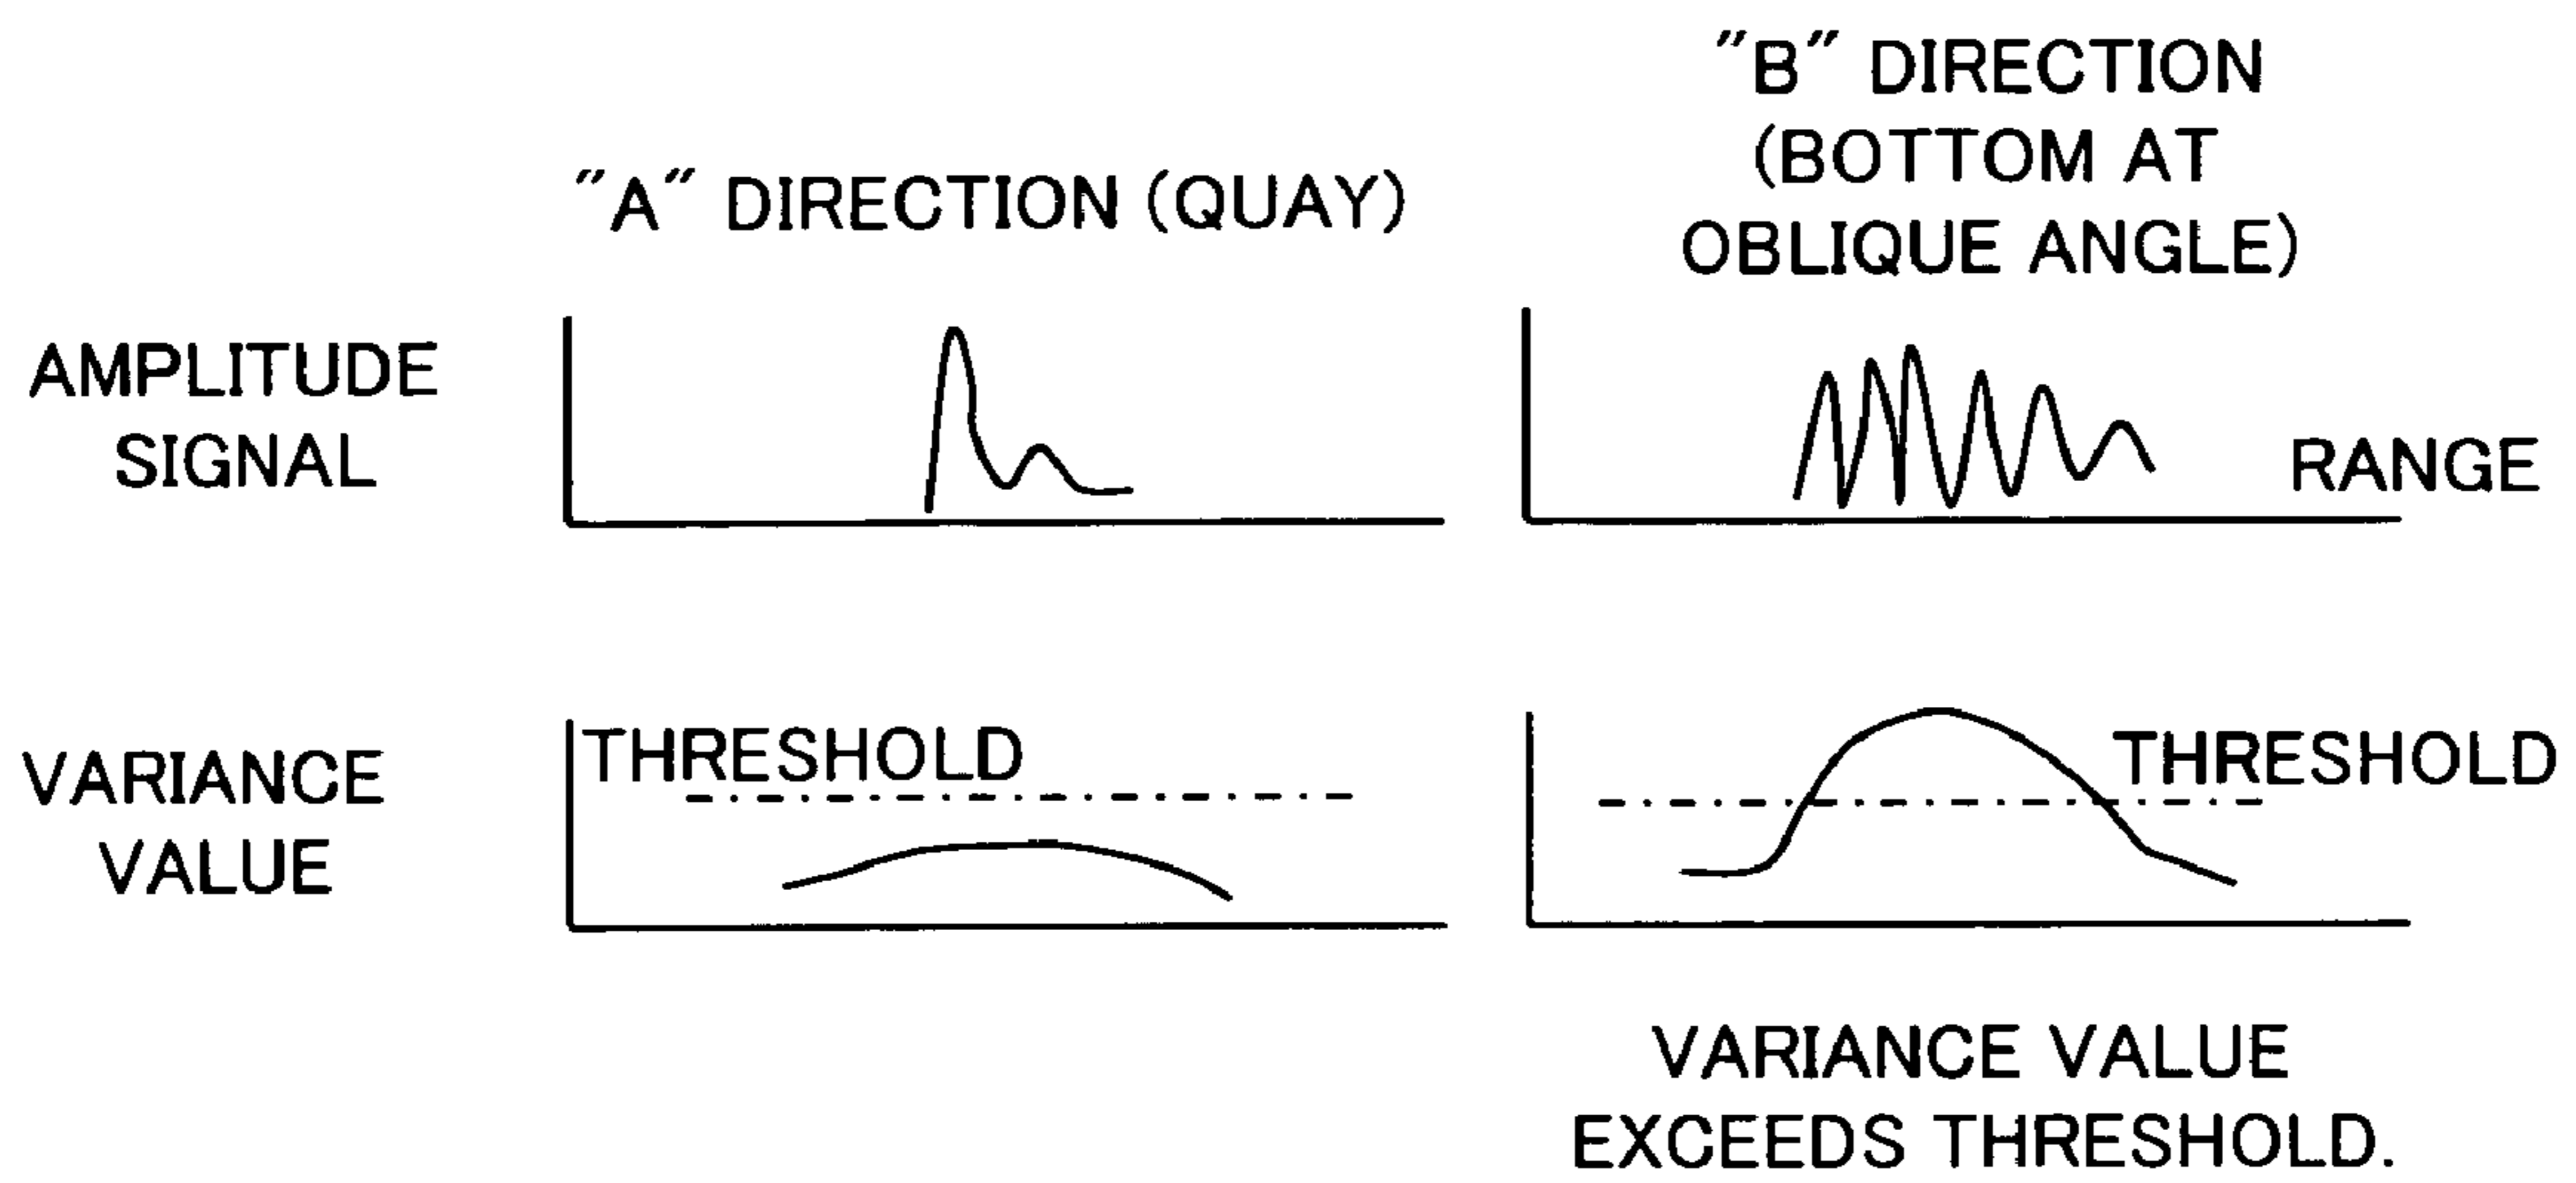 "A" DIRECTION (QUAY)
"B" DIRECTION
(BOTTOM AT
OBLIQUE ANGLE)
AMPLITUDE
SIGNAL
RANGE
VARIANCE
VALUE
THRESHOLD
THRESHOLD
VARIANCE VALUE
EXCEEDS THRESHOLD.